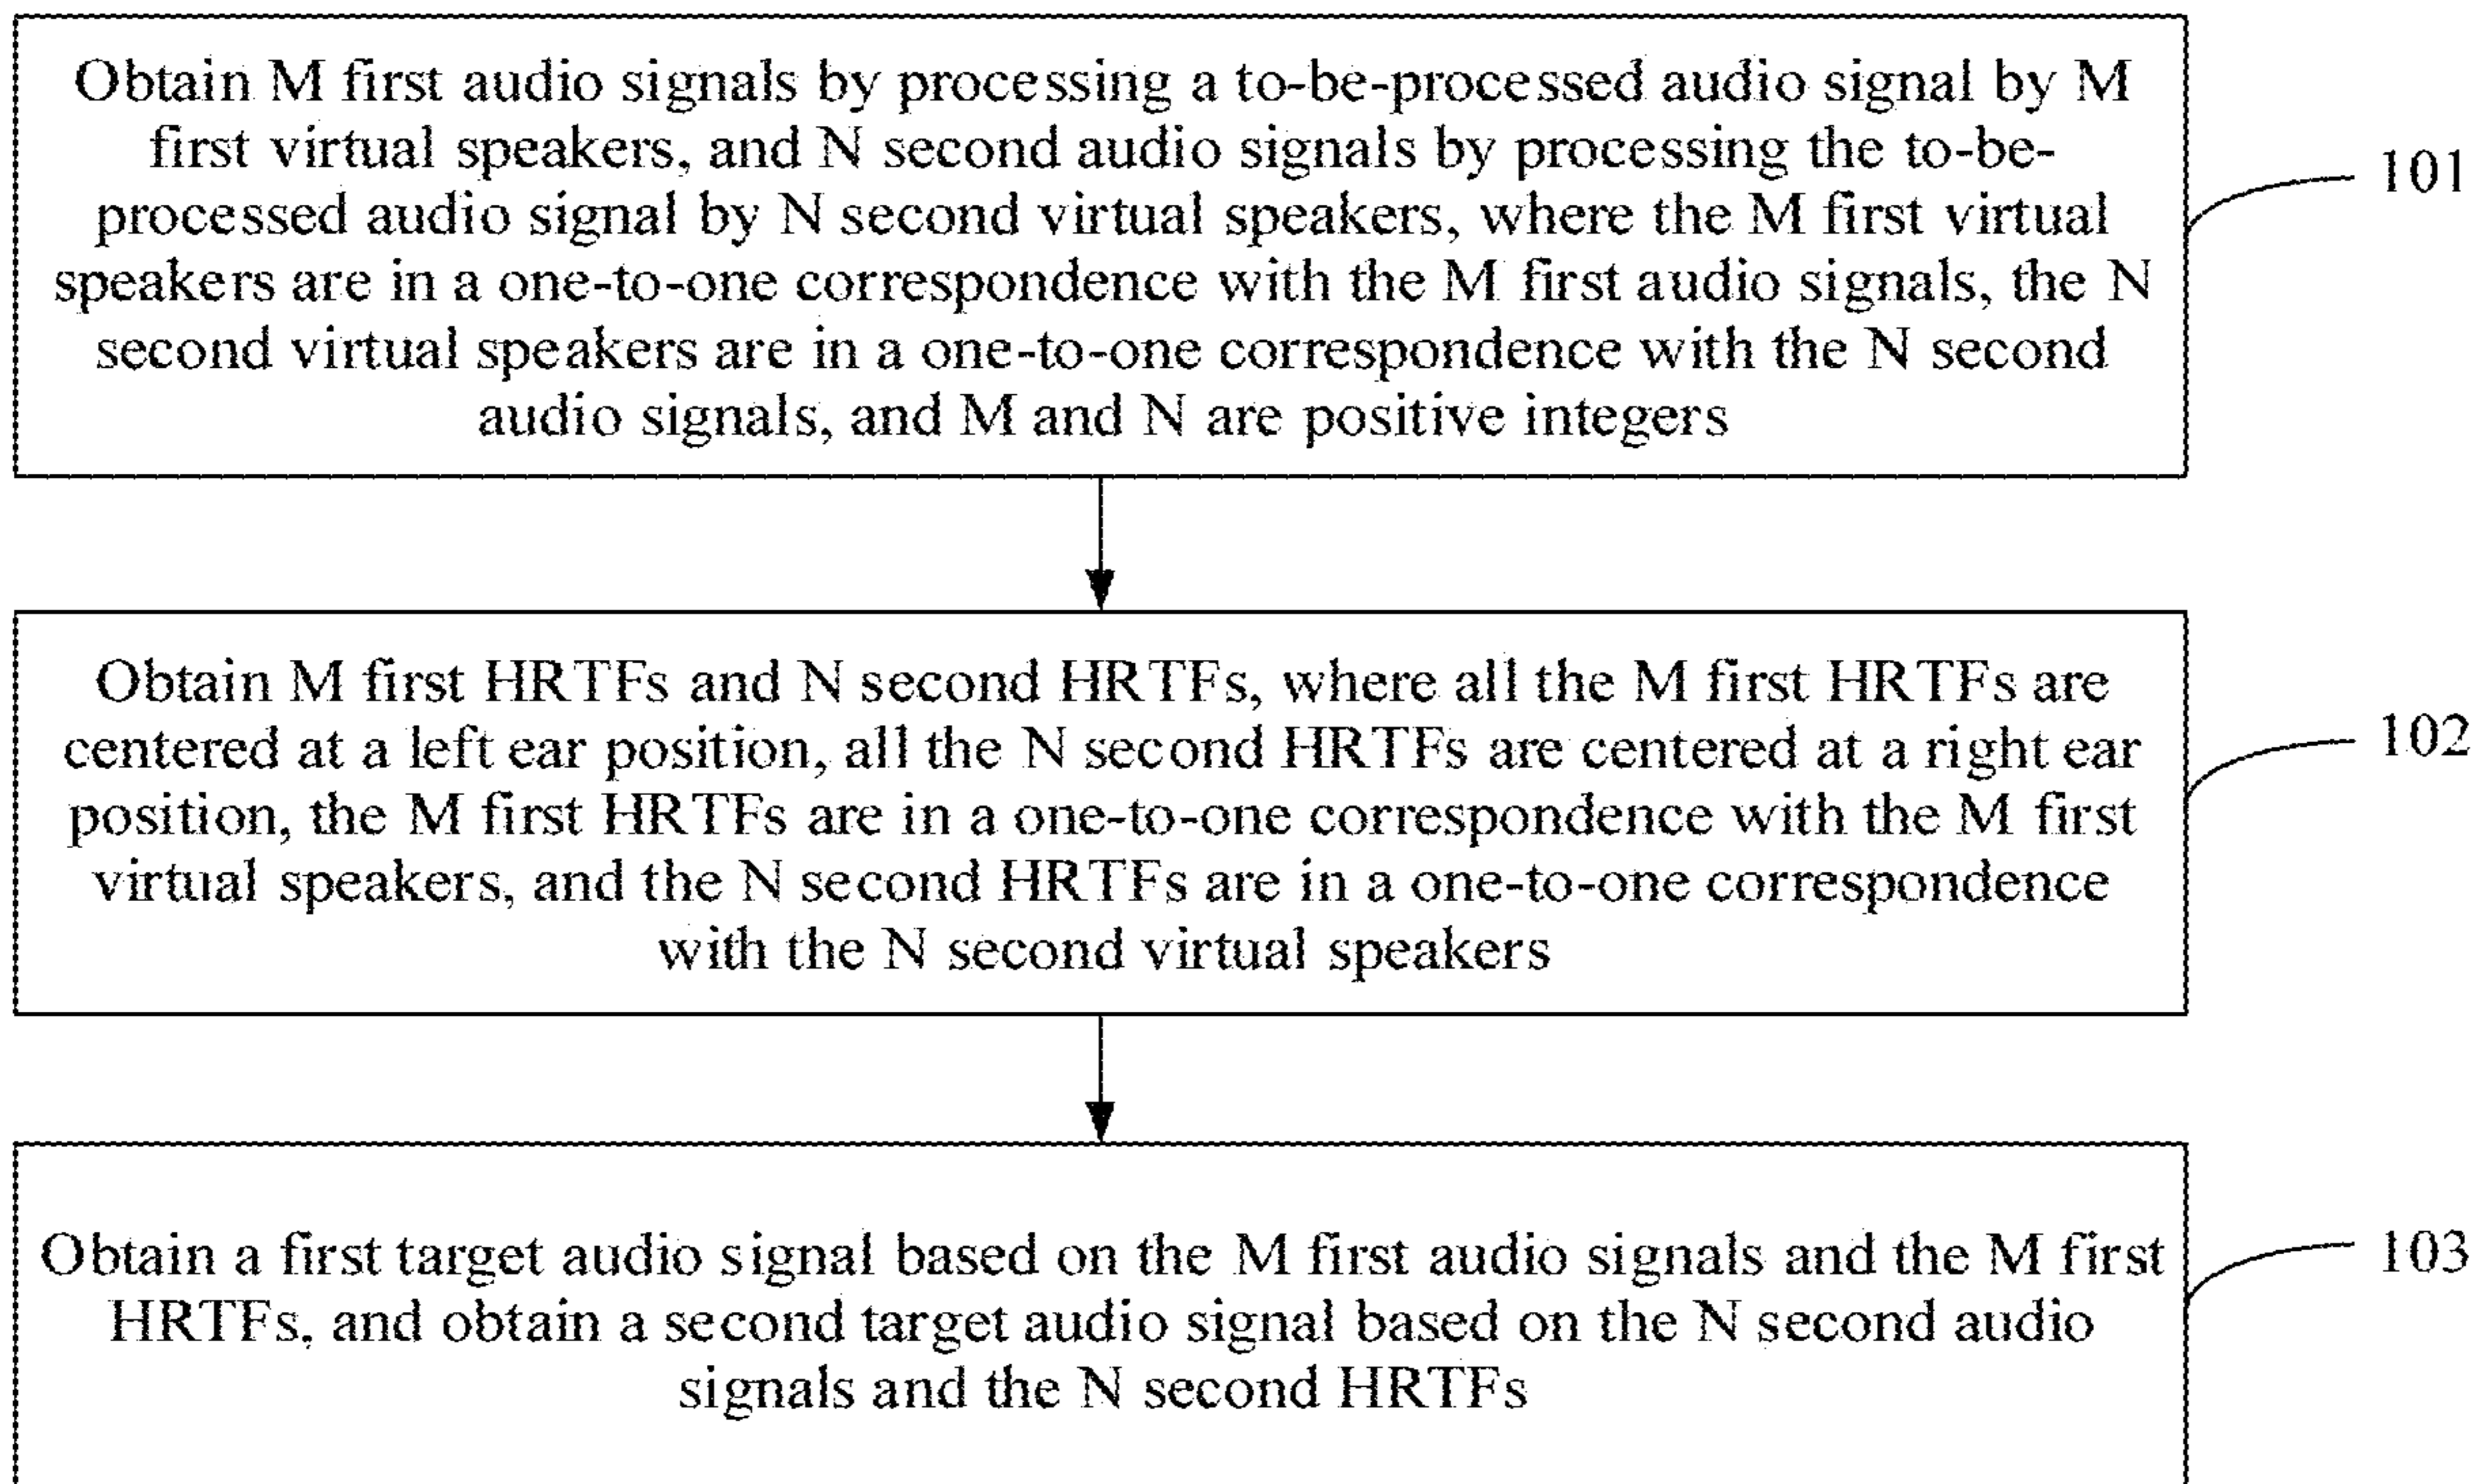 Obtain M first audio signals by processing a to-be-processed audio signal by M
first virtual speakers, and N second audio signals by processing the to-be-
processed audio signal by N second virtual speakers, where the M first virtual
speakers are in a one-to-one correspondence with the M first audio signals, the N
second virtual speakers are in a one-to-one correspondence with the N second
audio signals, and M and N are positive integers
101
Obtain M first HRTFs and N second HRTFs, where all the M first HRTFs are
centered at a left ear position, all the N second HRTFs are centered at a right ear
position, the M first HRTFs are in a one-to-one correspondence with the M first
virtual speakers, and the N second HRTFs are in a one-to-one correspondence
with the N second virtual speakers
102
Obtain a first target audio signal based on the M first audio signals and the M first
HRTFs, and obtain a second target audio signal based on the N second audio
signals and the N second HRTFs
103